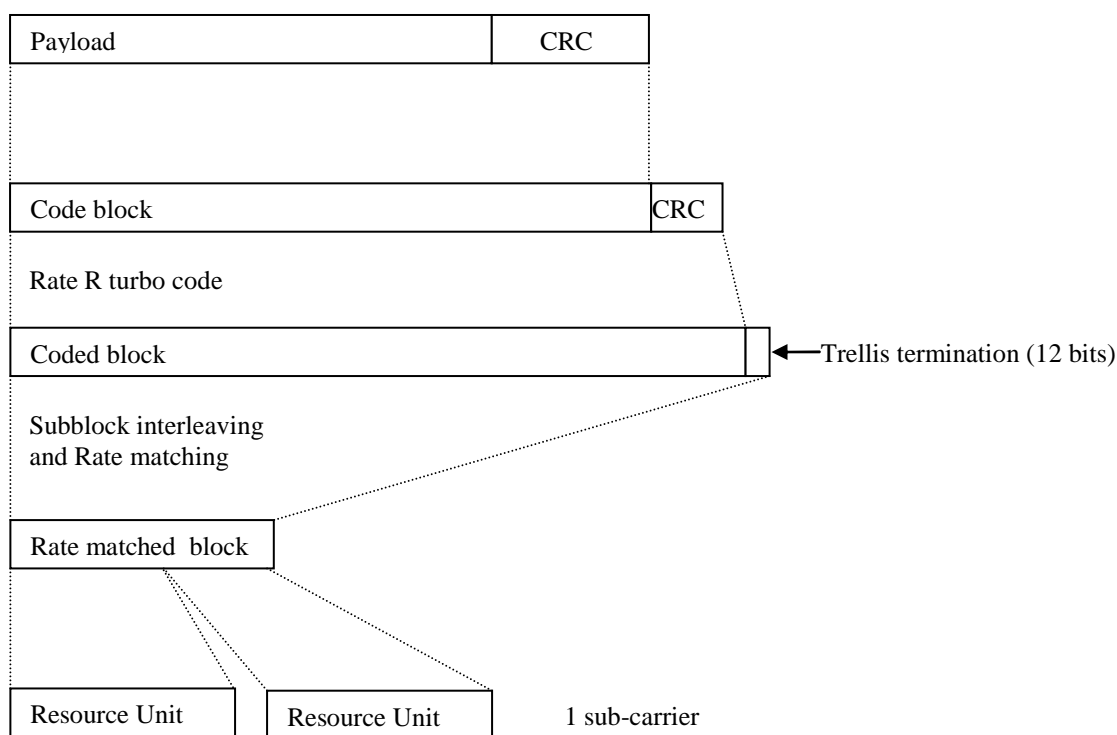 Payload
CRC
Code block
CRC
Rate R turbo code
Coded block
Trellis termination (12 bits)
Subblock interleaving
and Rate matching
Rate matched block
Resource Unit
Resource Unit
1 sub-carrier